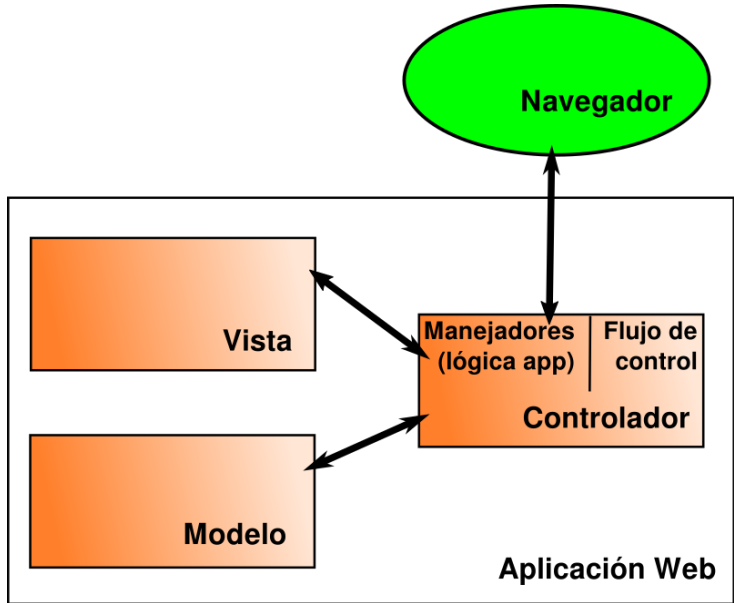 Navegador
Vista
Manejadores
(lógica app)
Flujo de
control
Controlador
Modelo
Aplicación Web